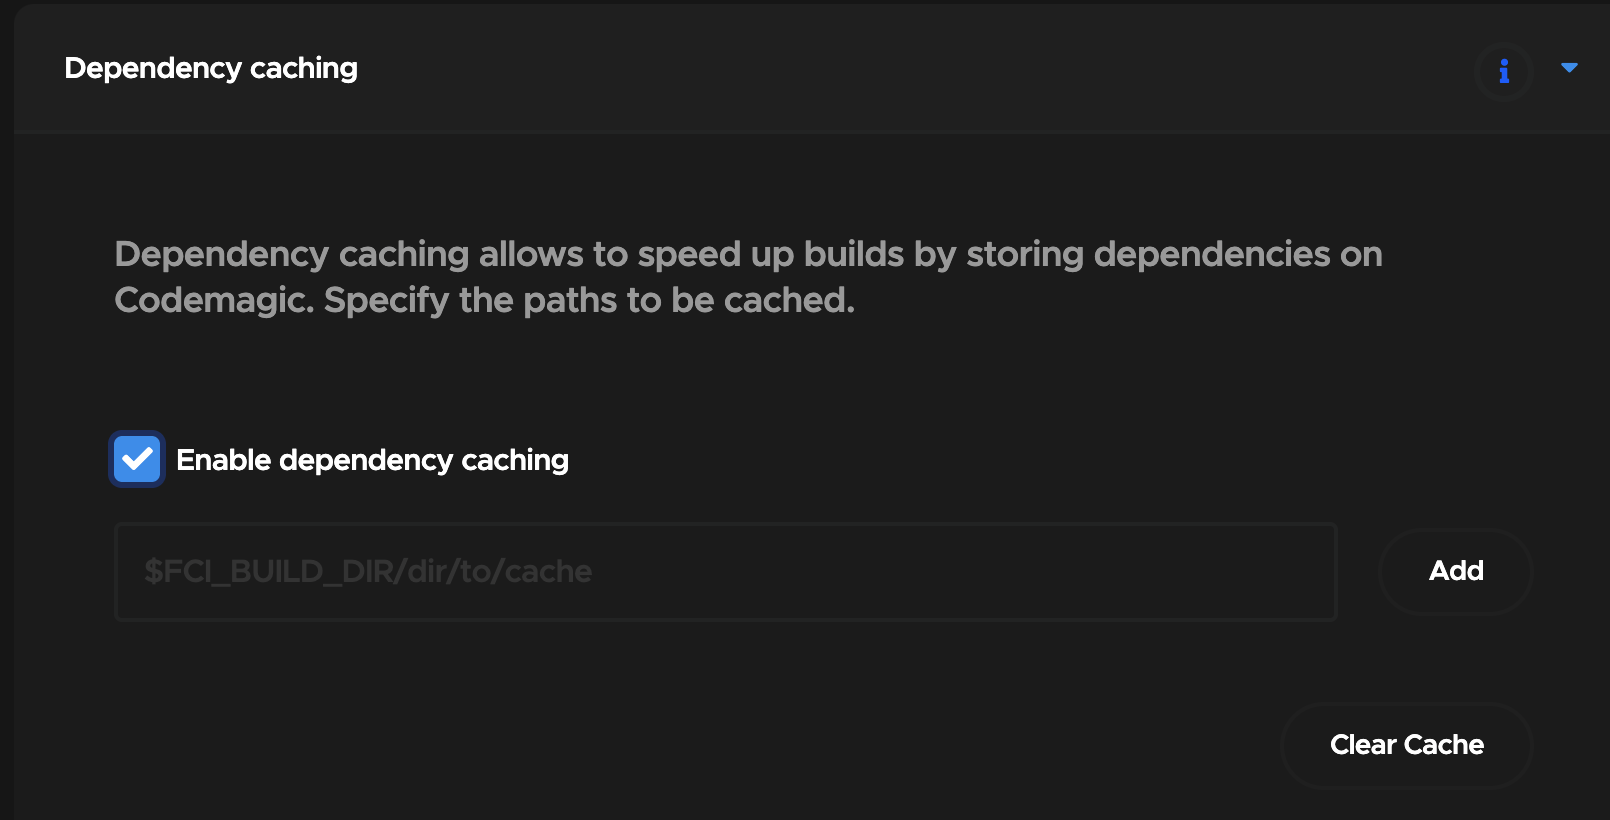 Dependency caching
Dependency caching allows to speed up builds by storing dependencies on
Codemagic. Specify the paths to be cached.
Enable dependency caching
$FCI_BUILD_DIR/dir/to/cache
Add
Clear Cache